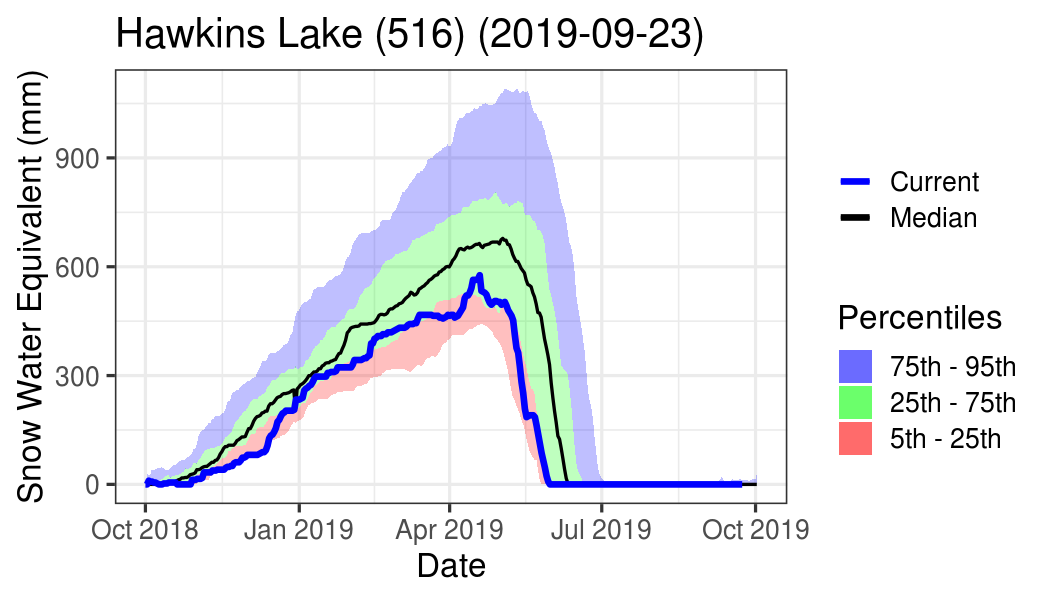 Hawkins Lake (516) (2019-09-23)
Snow Water Equivalent (mm)
900
600
300
0
Oct 2018 Jan 2019 Apr 2019 Jul 2019 Oct 2019
Date
Current
Median
Percentiles
75th - 95th
25th - 75th
5th - 25th